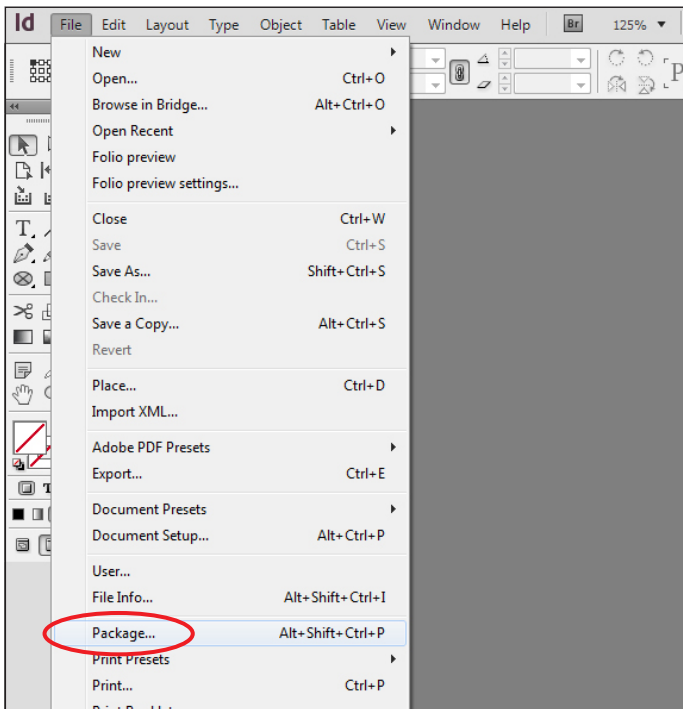 Id File Edit Layout Type Object Table View Window Help Br 125%
New
Open... Ctrl+O
Browse in Bridge... Alt+Ctrl+O
Open Recent
Folio preview
Folio preview settings...
Close Ctrl+W
Save Ctrl+S
Save As... Shift+Ctrl+S
Check In...
Save a Copy... Alt+Ctrl+S
Revert
Place... Ctrl+D
Import XML...
Adobe PDF Presets
Export... Ctrl+E
Document Presets
Document Setup... Alt+Ctrl+P
User...
File Info... Alt+Shift+Ctrl+I
Package... Alt+Shift+Ctrl+P
Print Presets
Print... Ctrl+P